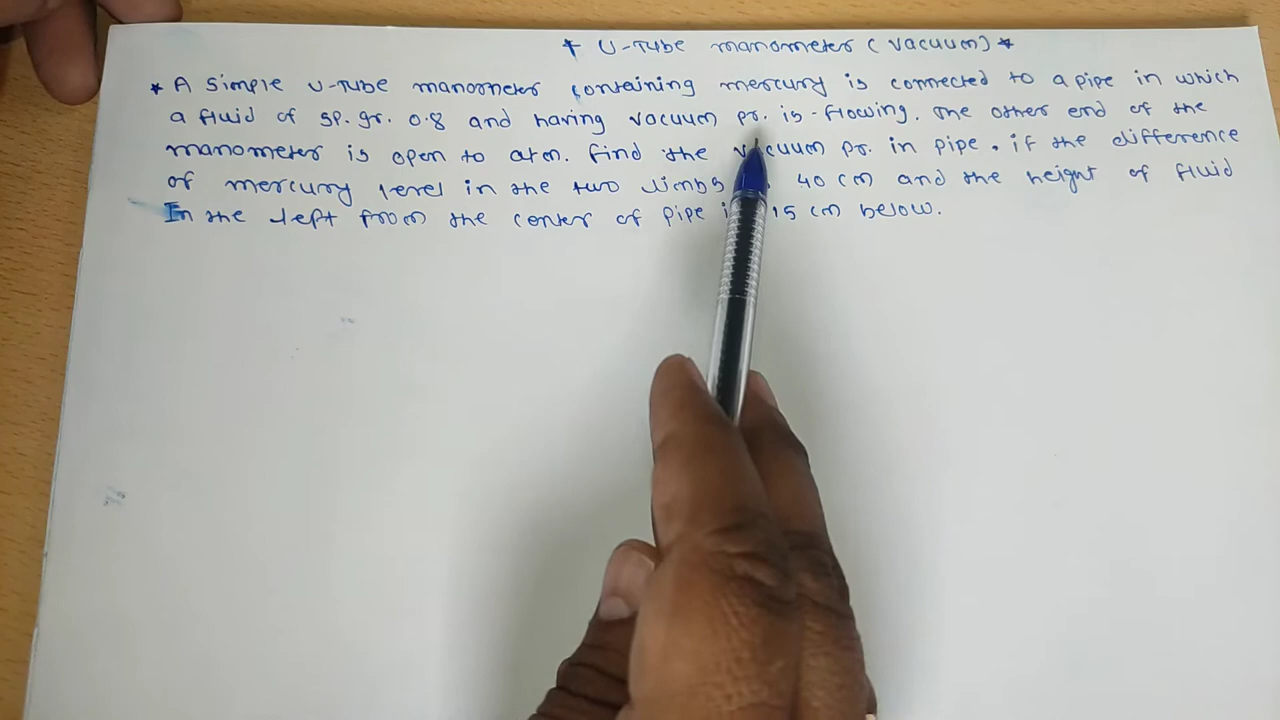 * U-Tube manometer (vacuum) *
* A simple U-Tube manometer containing mercury is connected to a pipe in which
a fluid of sp.gr. 0.8 and having vacuum pr. is flowing. The other end of the
manometer is open to atm. find the vacuum pr. in pipe. if the difference
of mercury level in the two limbs 40 cm and the height of fluid
In the left from the center of pipe 15 cm below.